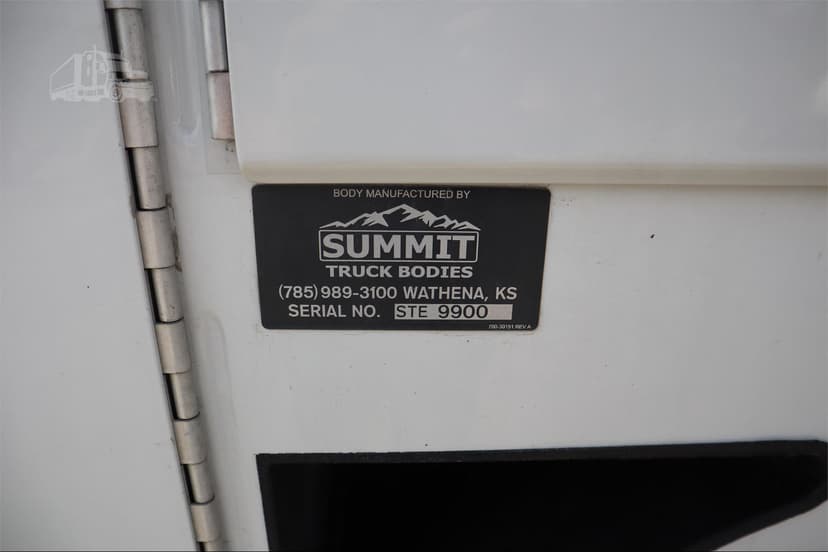 BODY MANUFACTURED BY
SUMMIT
TRUCK BODIES
(785)989-3100 WATHENA, KS
SERIAL NO. STE 9900